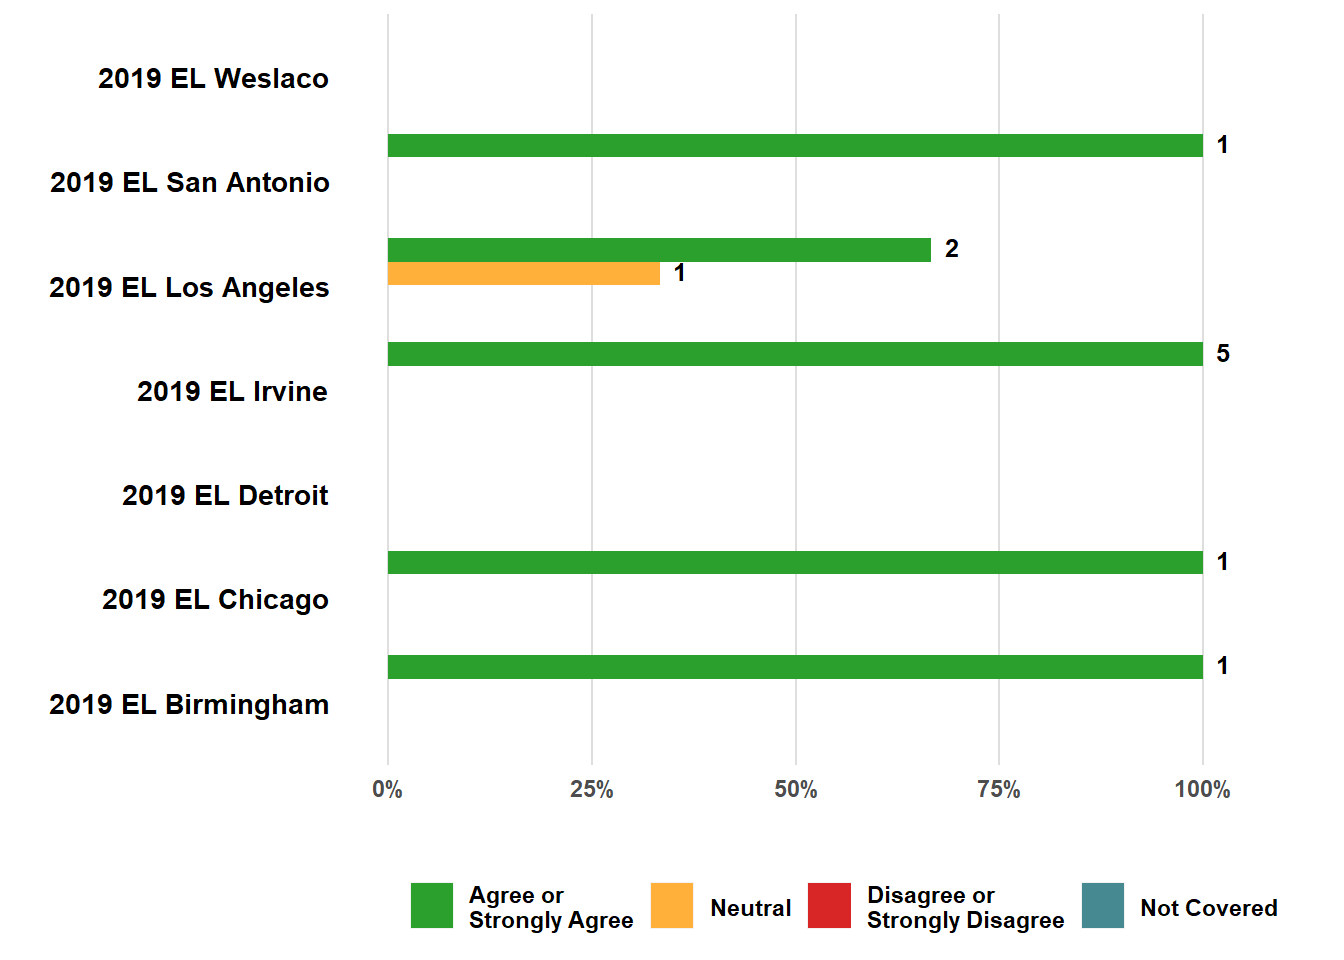 2019 EL Weslaco
1
2019 EL San Antonio
2
1
2019 EL Los Angeles
5
2019 EL Irvine
2019 EL Detroit
1
2019 EL Chicago
1
2019 EL Birmingham
0% 25% 50% 75% 100%
Agree or
Strongly Agree
Neutral
Disagree or
Strongly Disagree
Not Covered